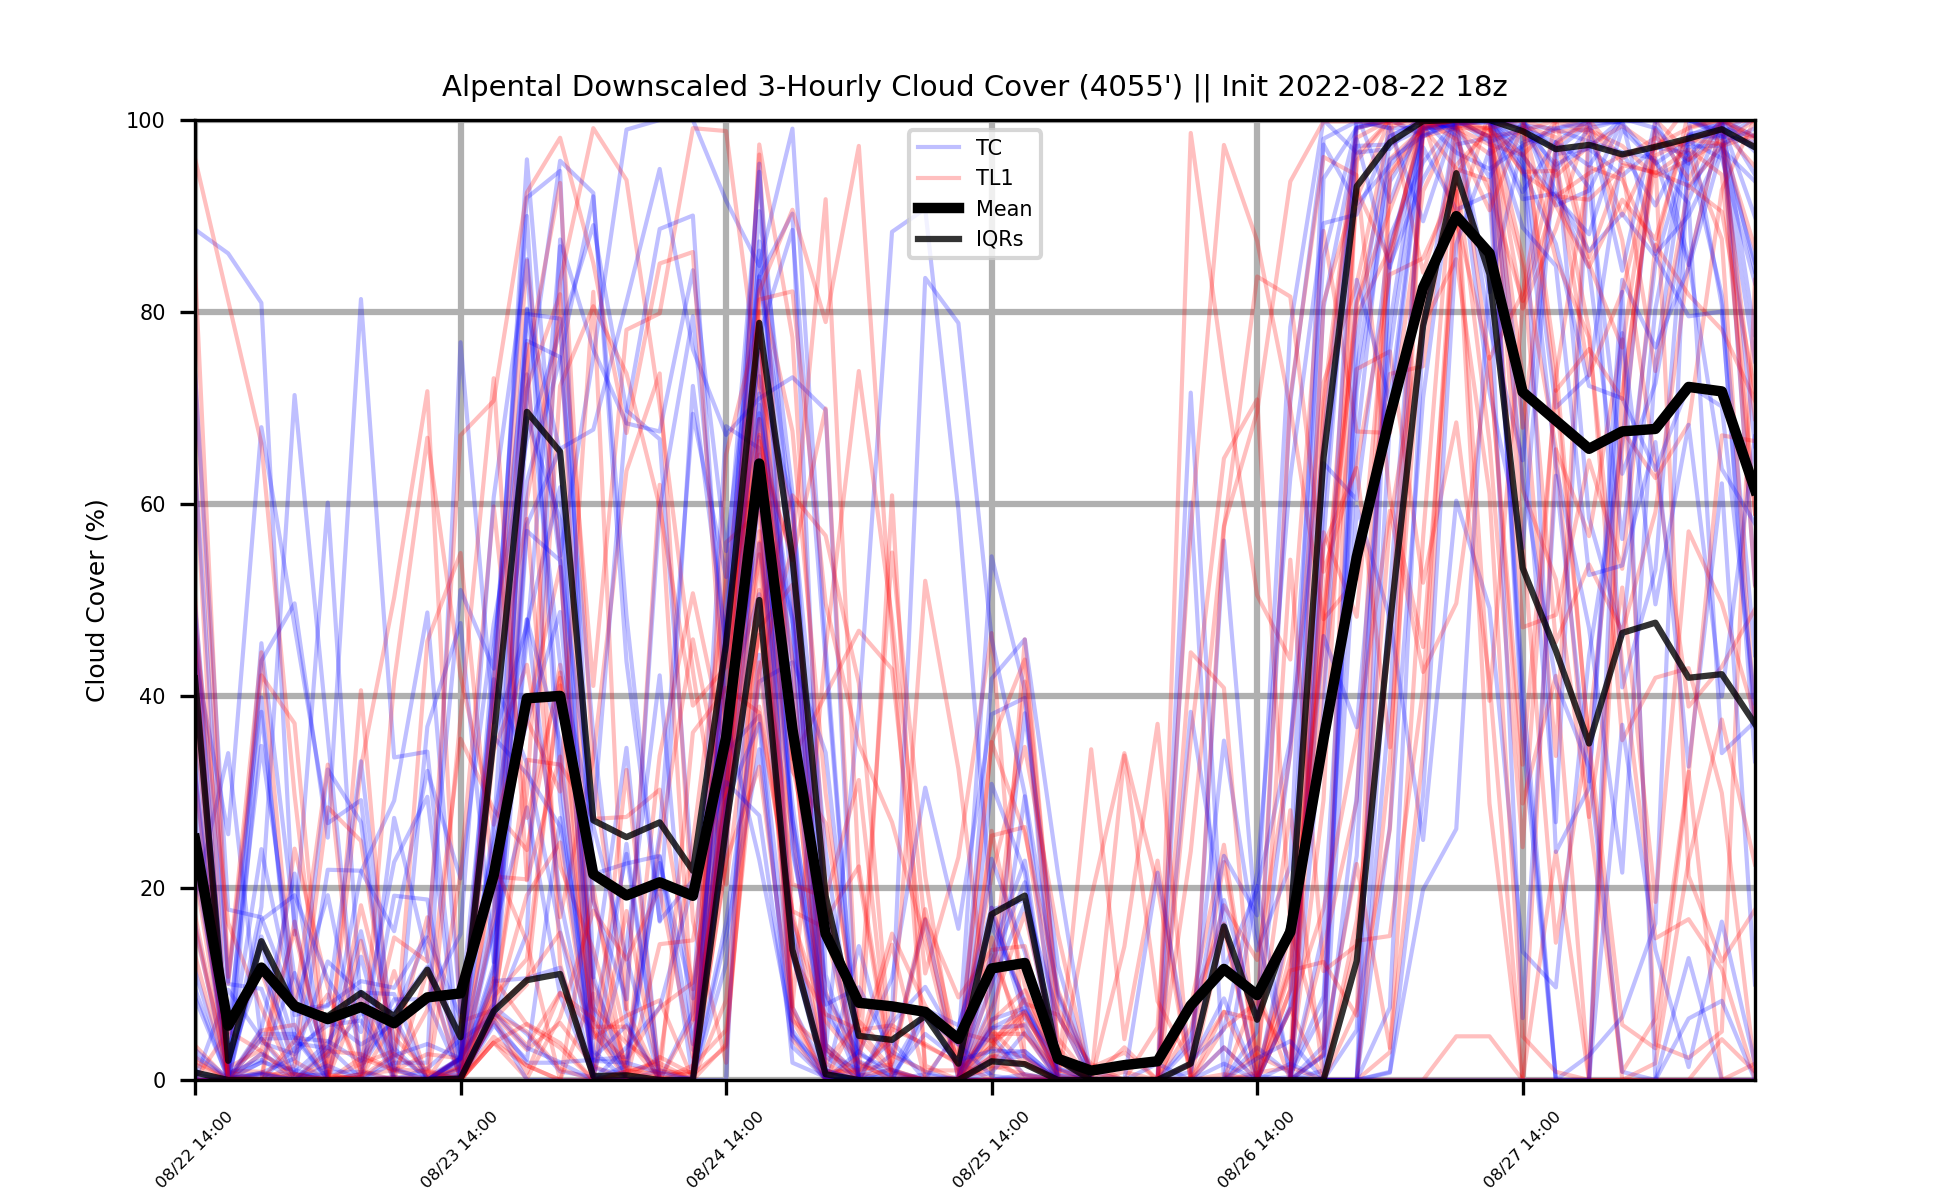 Alpental Downscaled 3-Hourly Cloud Cover (4055') || Init 2022-08-22 18z
100
80
60
40
20
0
Cloud Cover (%)
TC
TL1
Mean
IQRs
08/22 14:00
08/23 14:00
08/24 14:00
08/25 14:00
08/26 14:00
08/27 14:00